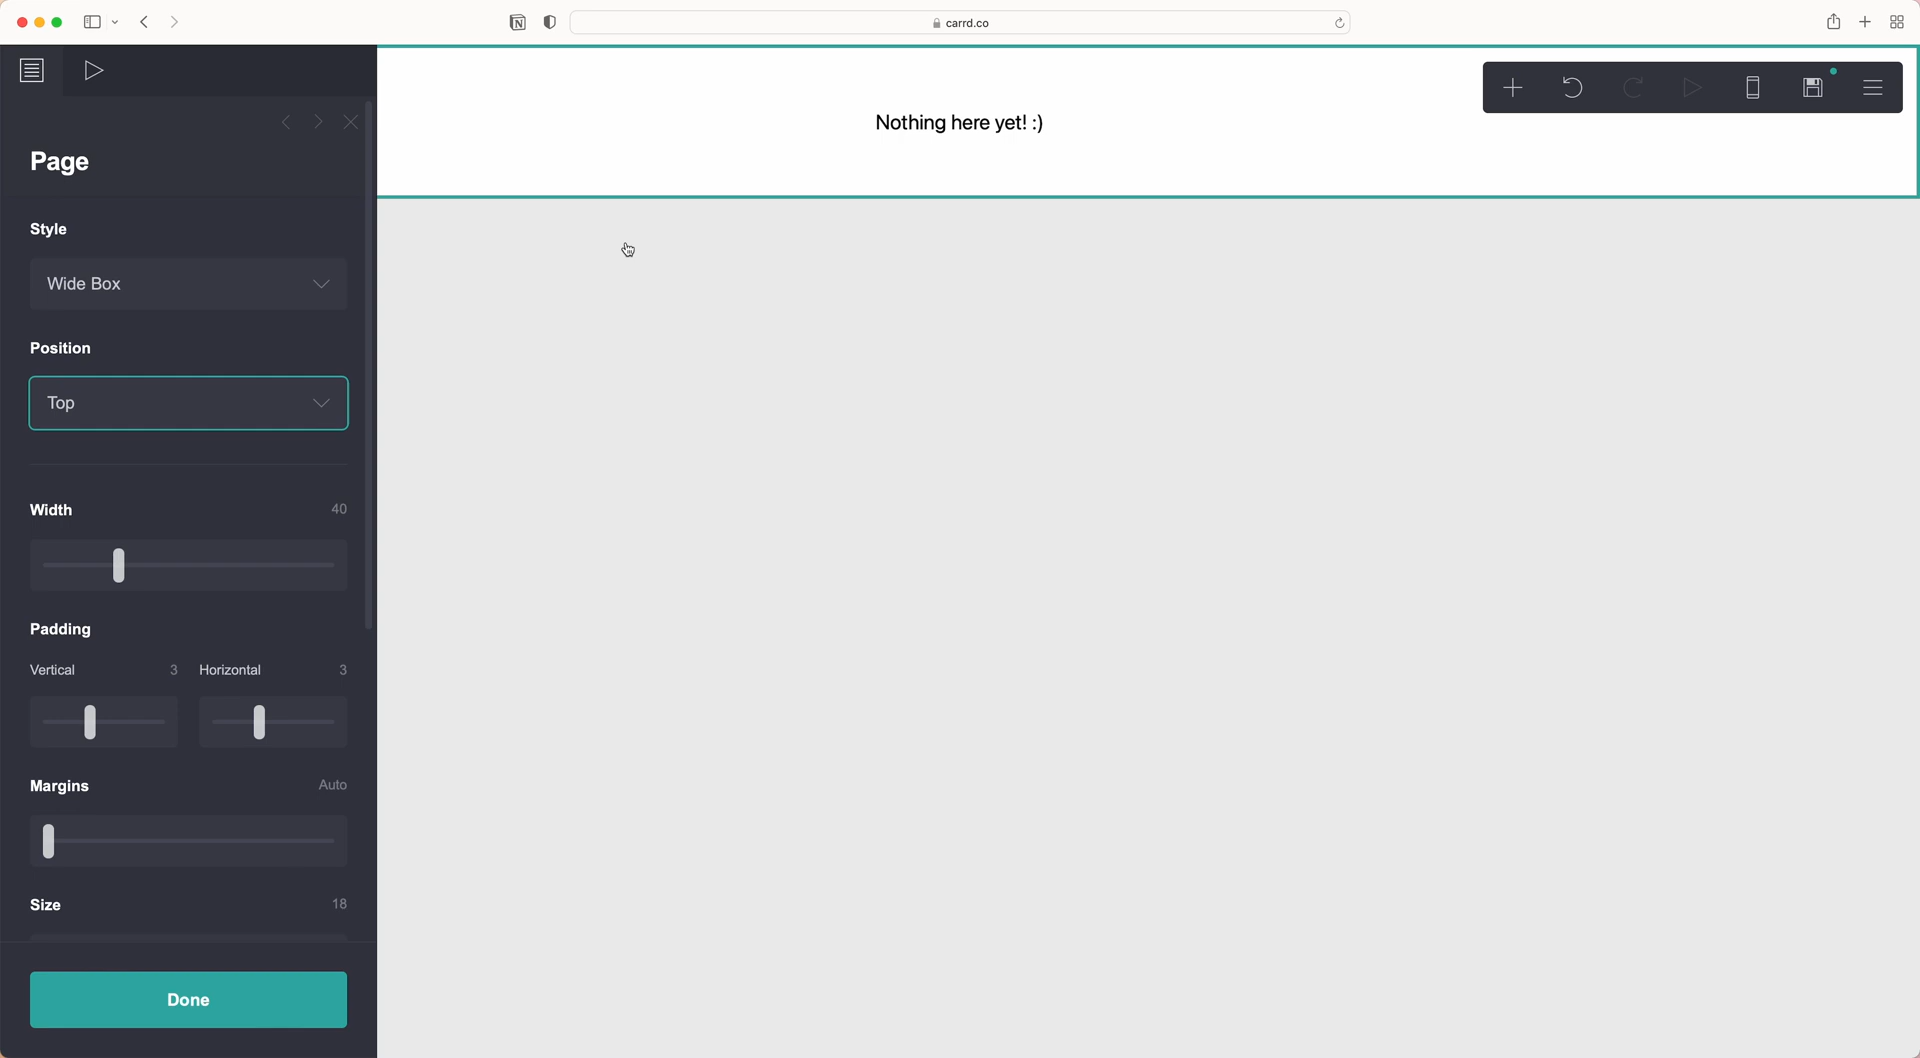 carrd.co
Nothing here yet! :)
Page
Style
Wide Box
Position
Top
Width 40
Padding
Vertical 3 Horizontal 3
Margins Auto
Size 18
Done